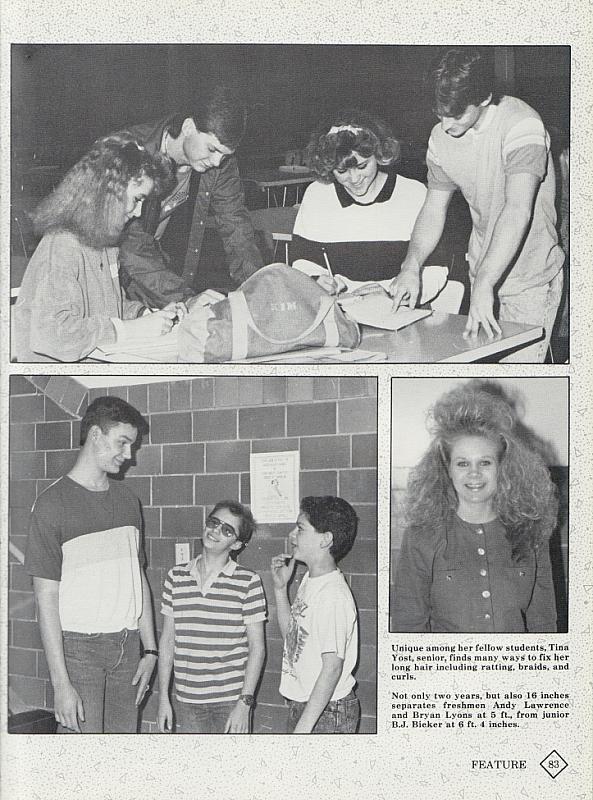 KIM
Unique among her fellow students, Tina
Yost, senior, finds many ways to fix her
long hair including ratting, braids, and
curls.
Not only two years, but also 16 inches
separates freshmen Andy Lawrence
and Bryan Lyons at 5 ft., from junior
B.J. Bieker at 6 ft. 4 inches.
FEATURE 83